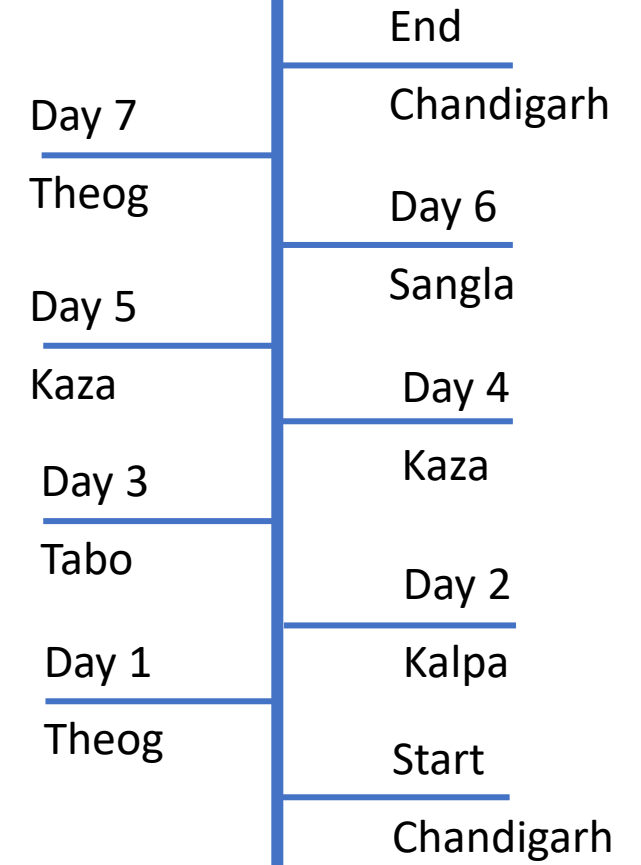 End
Chandigarh
Day 7
Theog
Day 6
Sangla
Day 5
Kaza
Day 4
Kaza
Day 3
Tabo
Day 2
Kalpa
Day 1
Theog
Start
Chandigarh